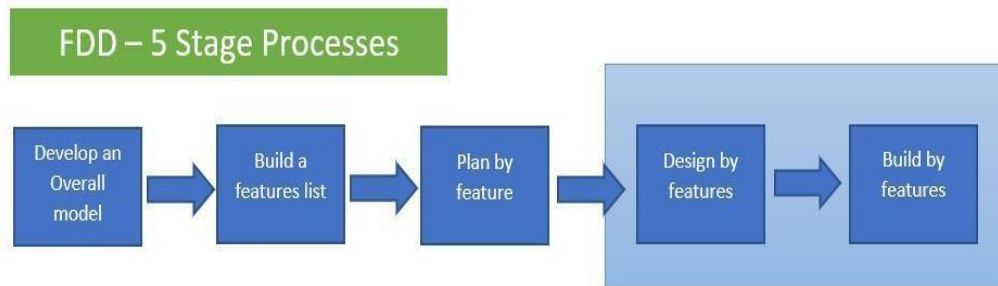 FDD – 5 Stage Processes
Develop an
Overall
model
Build a
features list
Plan by
feature
Design by
features
Build by
features